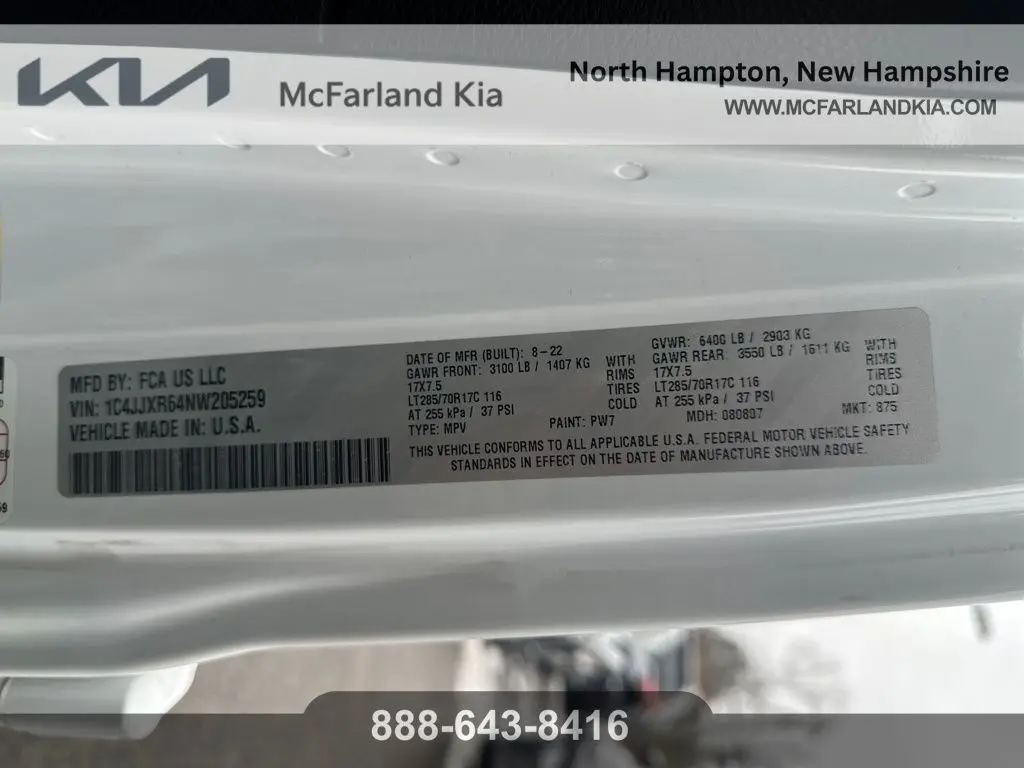 KIA
McFarland Kia
North Hampton, New Hampshire
WWW.MCFARLANDKIA.COM
MFD BY: FCA US LLC
VIN: 1C4JJXR64NW205259
VEHICLE MADE IN: U.S.A.
DATE OF MFR (BUILT): 8-22
GAWR FRONT: 3100 LB / 1407 KG WITH
17X7.5 RIMS
LT285/70R17C 116 TIRES
AT 255 kPa / 37 PSI COLD
TYPE: MPV PAINT: PW7
GVWR: 6400 LB / 2903 KG
GAWR REAR: 3550 LB / 1611 KG WITH
17X7.5 RIMS
LT285/70R17C 116 TIRES
AT 255 kPa / 37 PSI COLD
MDH: 080807 MKT: 875
THIS VEHICLE CONFORMS TO ALL APPLICABLE U.S.A. FEDERAL MOTOR VEHICLE SAFETY
STANDARDS IN EFFECT ON THE DATE OF MANUFACTURE SHOWN ABOVE.
888-643-8416